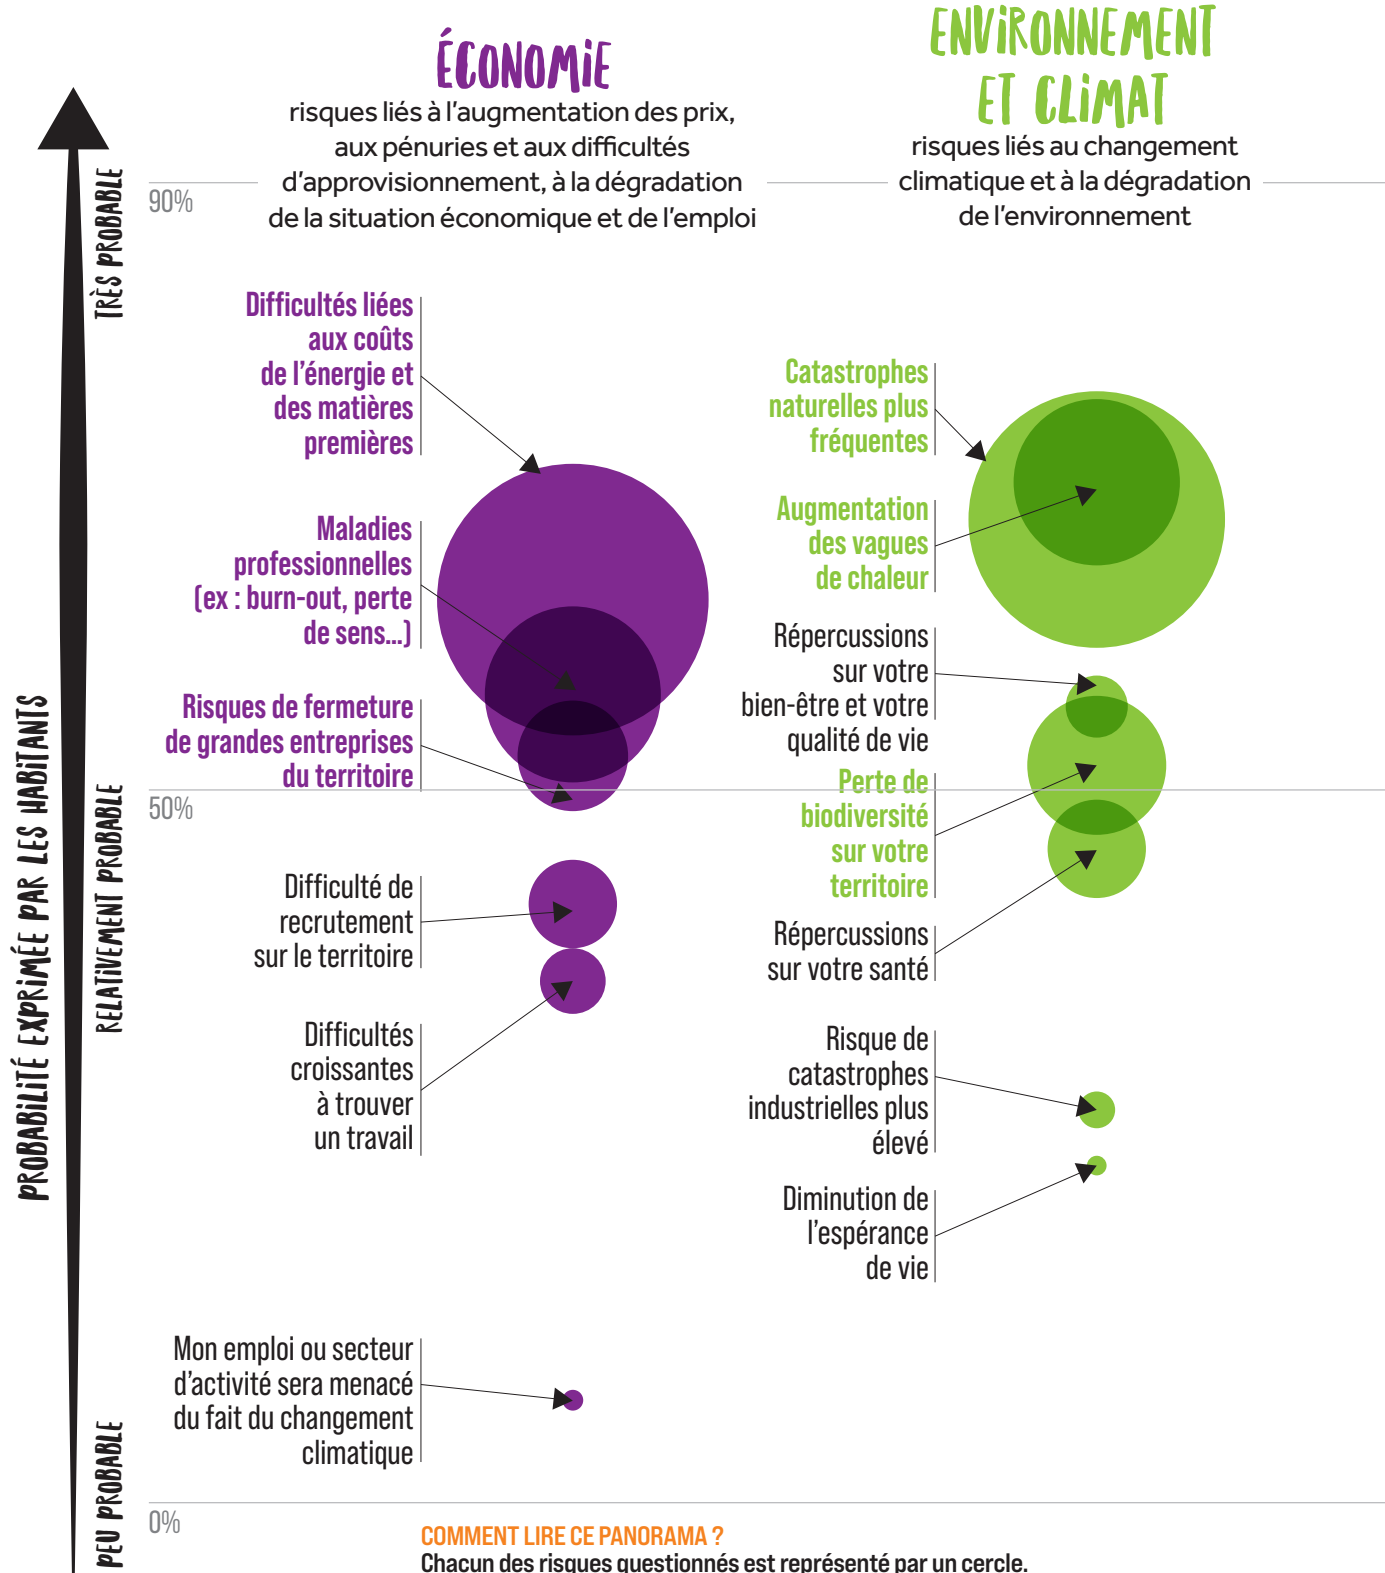 ÉCONOMIE
risques liés à l'augmentation des prix,
aux pénuries et aux difficultés
d'approvisionnement, à la dégradation
de la situation économique et de l'emploi
ENVIRONNEMENT
ET CLIMAT
risques liés au changement
climatique et à la dégradation
de l'environnement
PROBABILITÉ EXPRIMÉE PAR LES HABITANTS
TRÈS PROBABLE
RELATIVEMENT PROBABLE
PEU PROBABLE
90%
50%
0%
Difficultés liées
aux coûts
de l'énergie et
des matières
premières
Maladies
professionnelles
(ex : burn-out, perte
de sens...)
Risques de fermeture
de grandes entreprises
du territoire
Difficulté de
recrutement
sur le territoire
Difficultés
croissantes
à trouver
un travail
Mon emploi ou secteur
d'activité sera menacé
du fait du changement
climatique
Catastrophes
naturelles plus
fréquentes
Augmentation
des vagues
de chaleur
Répercussions
sur votre
bien-être et votre
qualité de vie
Perte de
biodiversité
sur votre
territoire
Répercussions
sur votre santé
Risque de
catastrophes
industrielles plus
élevé
Diminution de
l'espérance
de vie
COMMENT LIRE CE PANORAMA ?
Chacun des risques questionnés est représenté par un cercle.